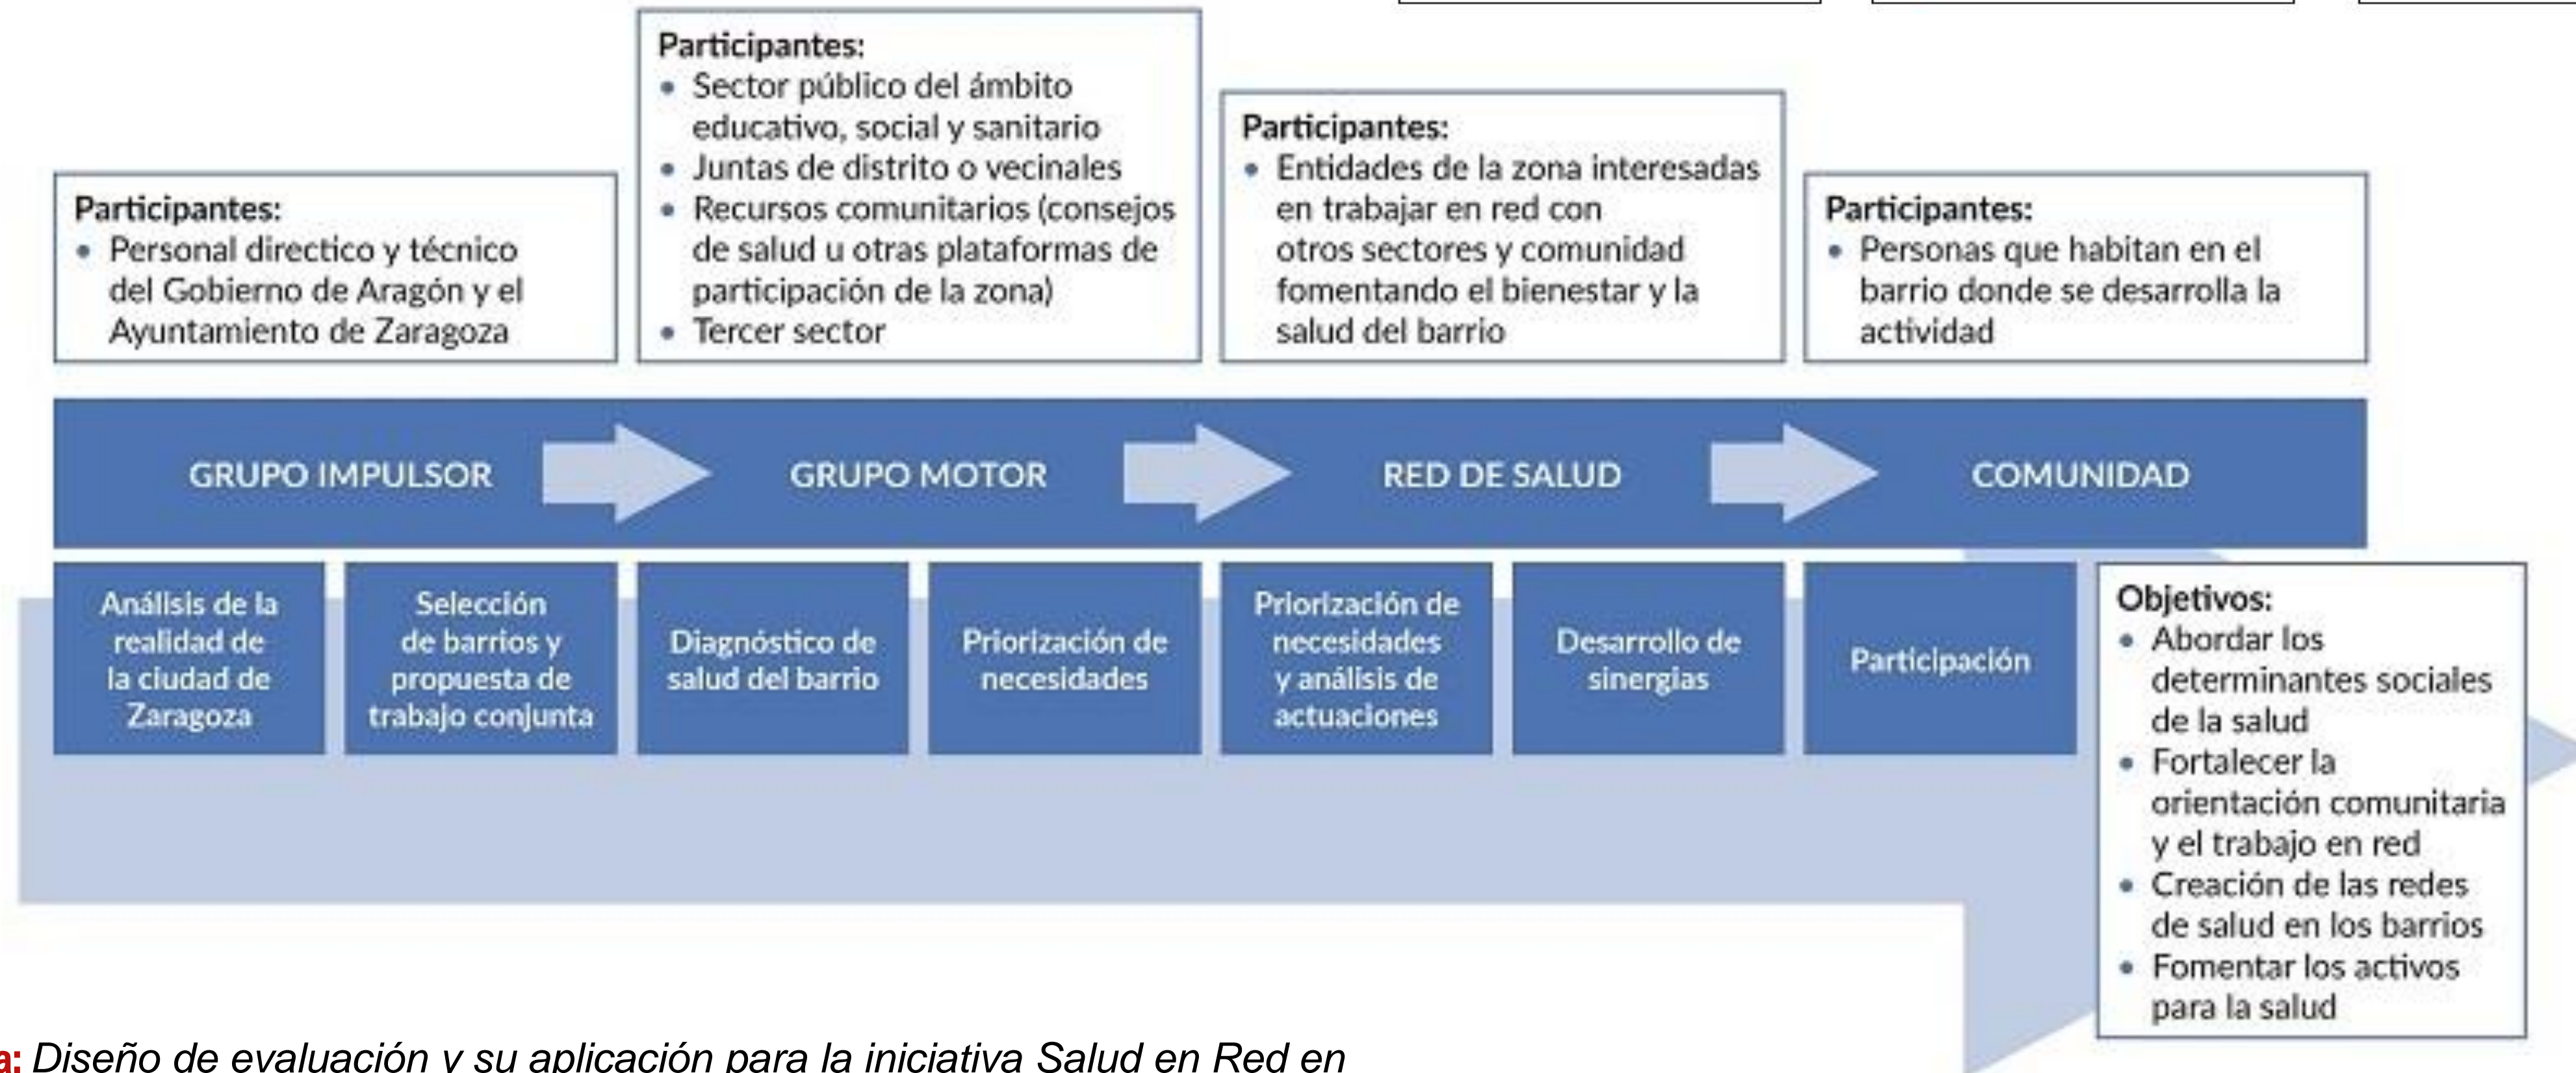 Participantes:
• Personal directico y técnico
del Gobierno de Aragón y el
Ayuntamiento de Zaragoza
Participantes:
• Sector público del ámbito
educativo, social y sanitario
• Juntas de distrito o vecinales
• Recursos comunitarios (consejos
de salud u otras plataformas de
participación de la zona)
• Tercer sector
Participantes:
• Entidades de la zona interesadas
en trabajar en red con
otros sectores y comunidad
fomentando el bienestar y la
salud del barrio
Participantes:
• Personas que habitan en el
barrio donde se desarrolla la
actividad
GRUPO IMPULSOR
GRUPO MOTOR
RED DE SALUD
COMUNIDAD
Análisis de la
realidad de
la ciudad de
Zaragoza
Selección
de barrios y
propuesta de
trabajo conjunta
Diagnóstico de
salud del barrio
Priorización de
necesidades
Priorización de
necesidades
y análisis de
actuaciones
Desarrollo de
sinergias
Participación
Objetivos:
• Abordar los
determinantes sociales
de la salud
• Fortalecer la
orientación comunitaria
y el trabajo en red
• Creación de las redes
de salud en los barrios
• Fomentar los activos
para la salud
a: Diseño de evaluación y su aplicación para la iniciativa Salud en Red en